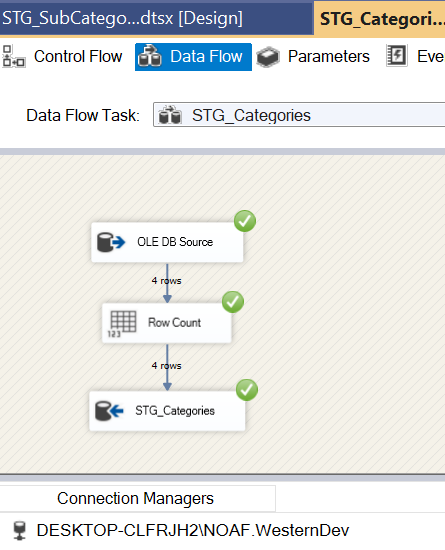 STG_SubCatego...dtsx [Design]
STG_Categori...
Control Flow
Data Flow
Parameters
Eve
Data Flow Task:
STG_Categories
OLE DB Source
4 rows
123
Row Count
4 rows
STG_Categories
Connection Managers
DESKTOP-CLFRJH2\NOAF.WesternDev